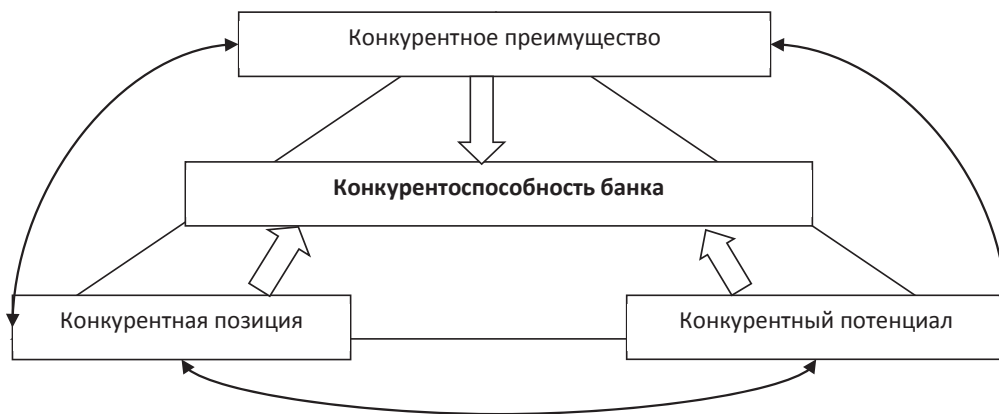 Конкурентное преимущество
Конкурентоспособность банка
Конкурентная позиция
Конкурентный потенциал